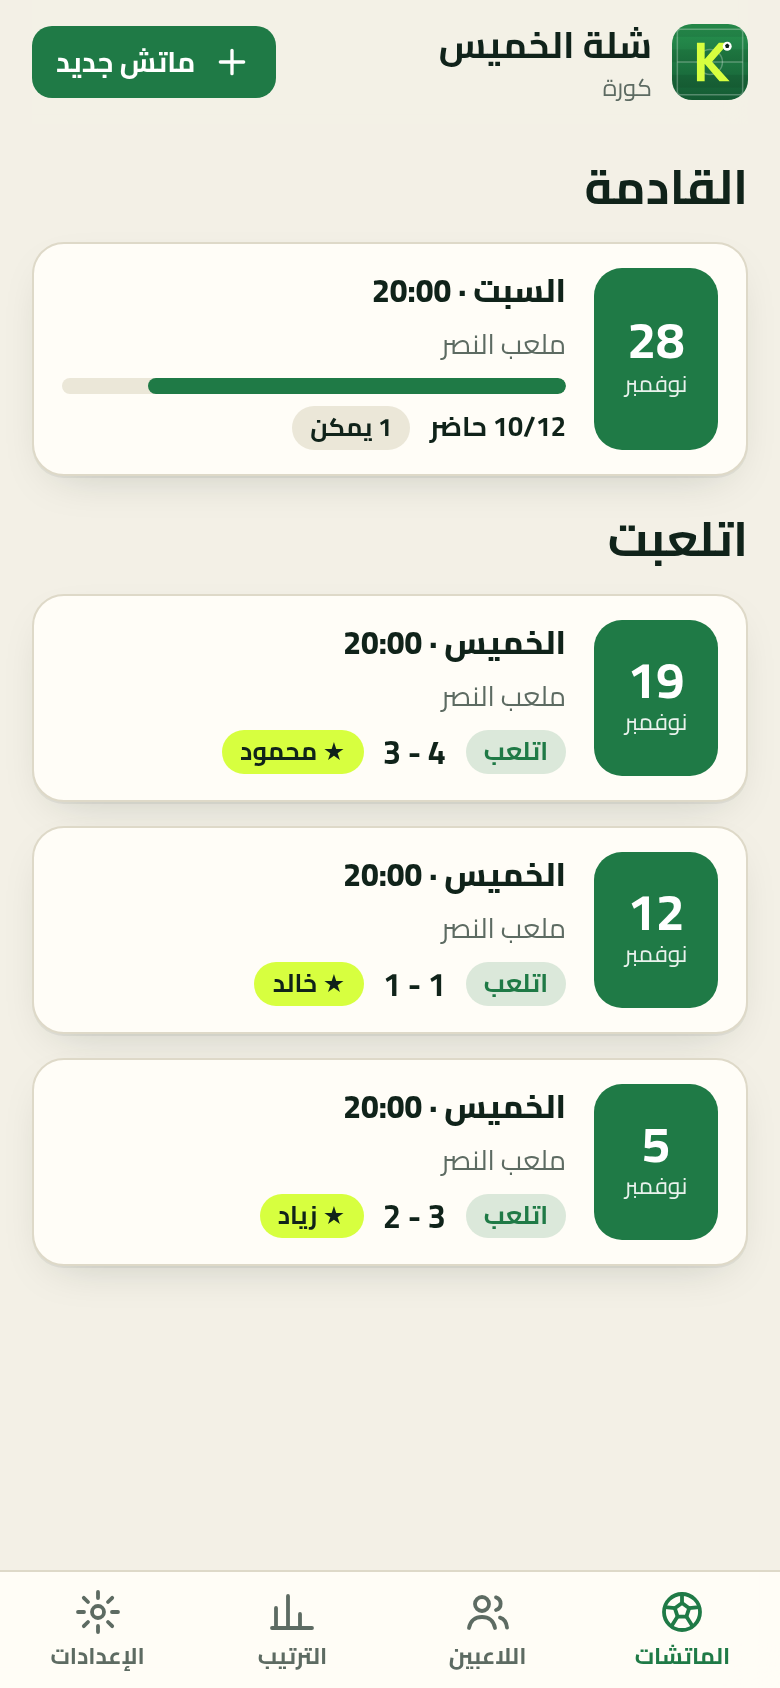 K
شلة الخميس
كورة
ماتش جديد
القادمة
28
نوفمبر
السبت · 20:00
ملعب النصر
10/12 حاضر
1 يمكن
اتلعبت
19
نوفمبر
الخميس · 20:00
ملعب النصر
اتلعب
4 - 3
★ محمود
12
نوفمبر
الخميس · 20:00
ملعب النصر
اتلعب
1 - 1
★ خالد
5
نوفمبر
الخميس · 20:00
ملعب النصر
اتلعب
3 - 2
★ زياد
الماتشات
اللاعبين
الترتيب
الإعدادات